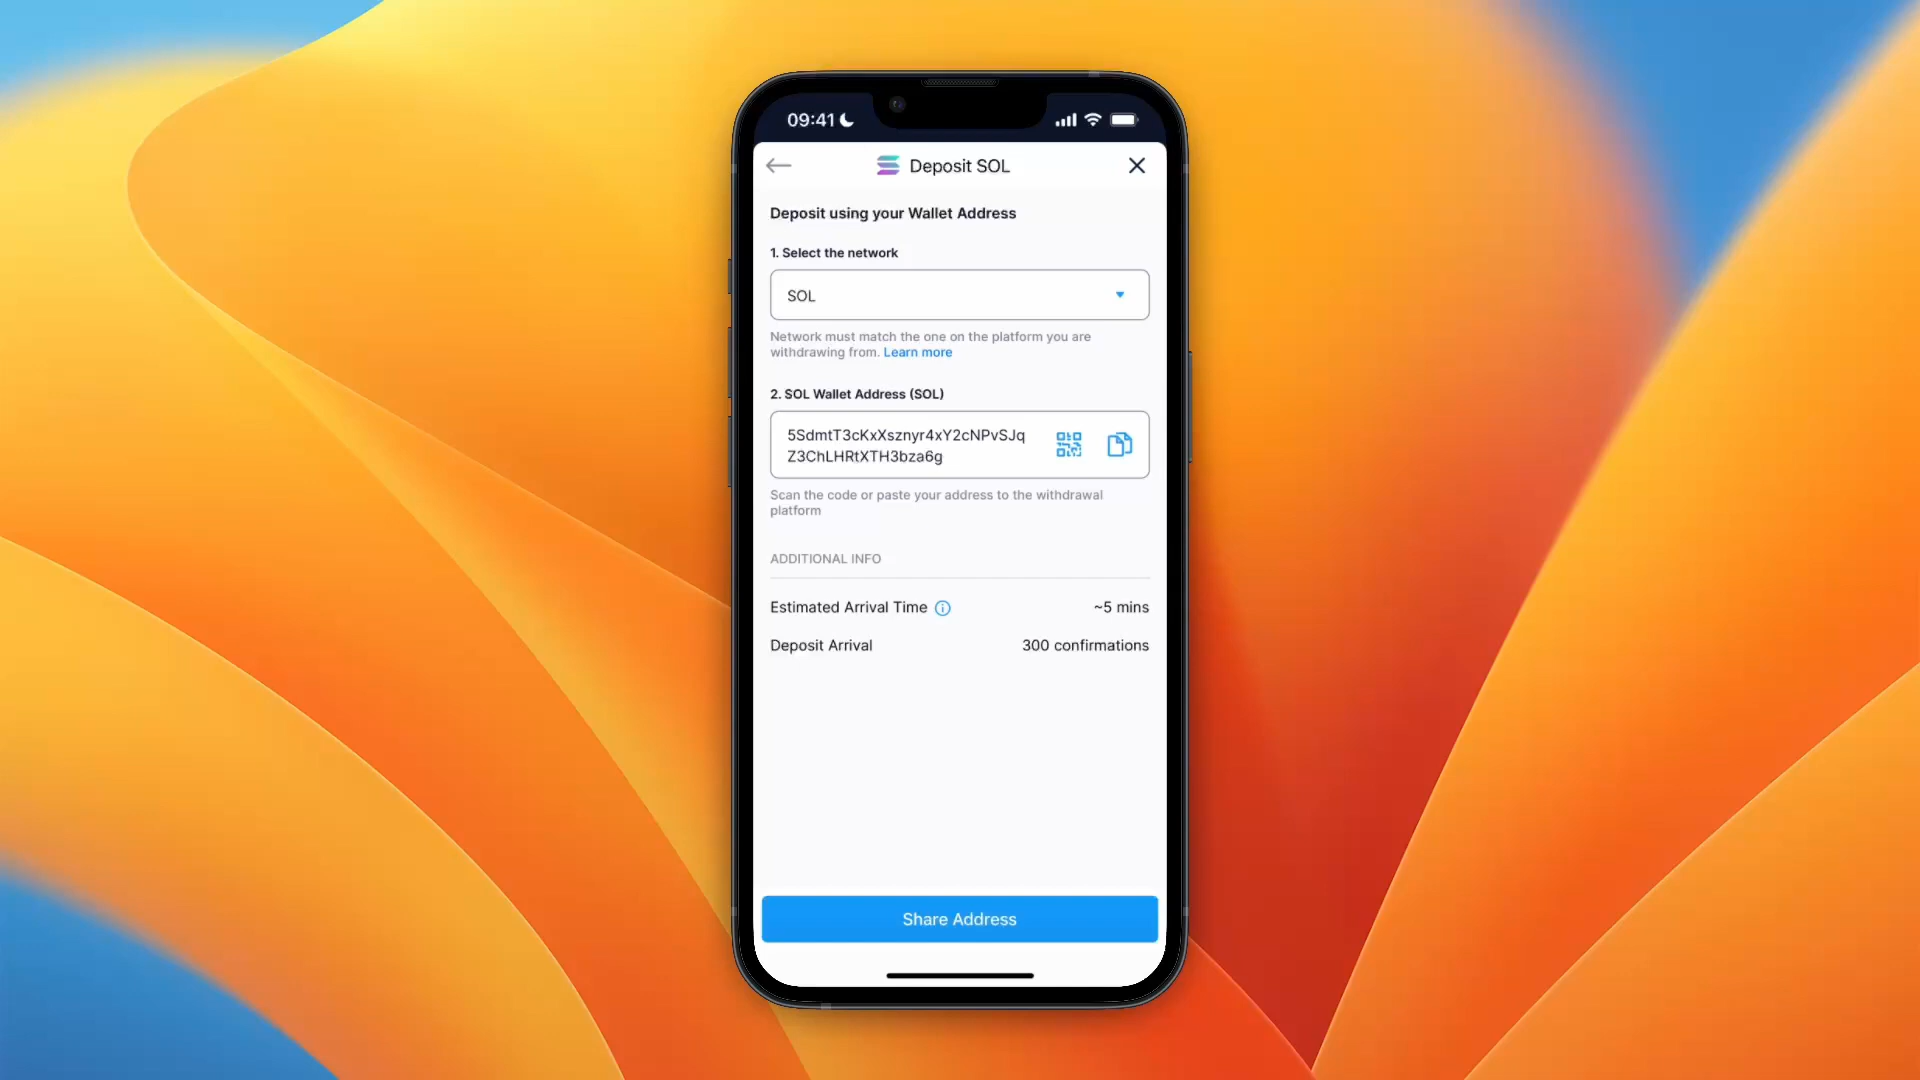 09:41
Deposit SOL
Deposit using your Wallet Address
1. Select the network
SOL
Network must match the one on the platform you are
withdrawing from. Learn more
2. SOL Wallet Address (SOL)
5SdmtT3cKxXsznyr4xY2cNPvSJq
Z3ChLHRtXTH3bza6g
Scan the code or paste your address to the withdrawal
platform
ADDITIONAL INFO
Estimated Arrival Time ~5 mins
Deposit Arrival 300 confirmations
Share Address